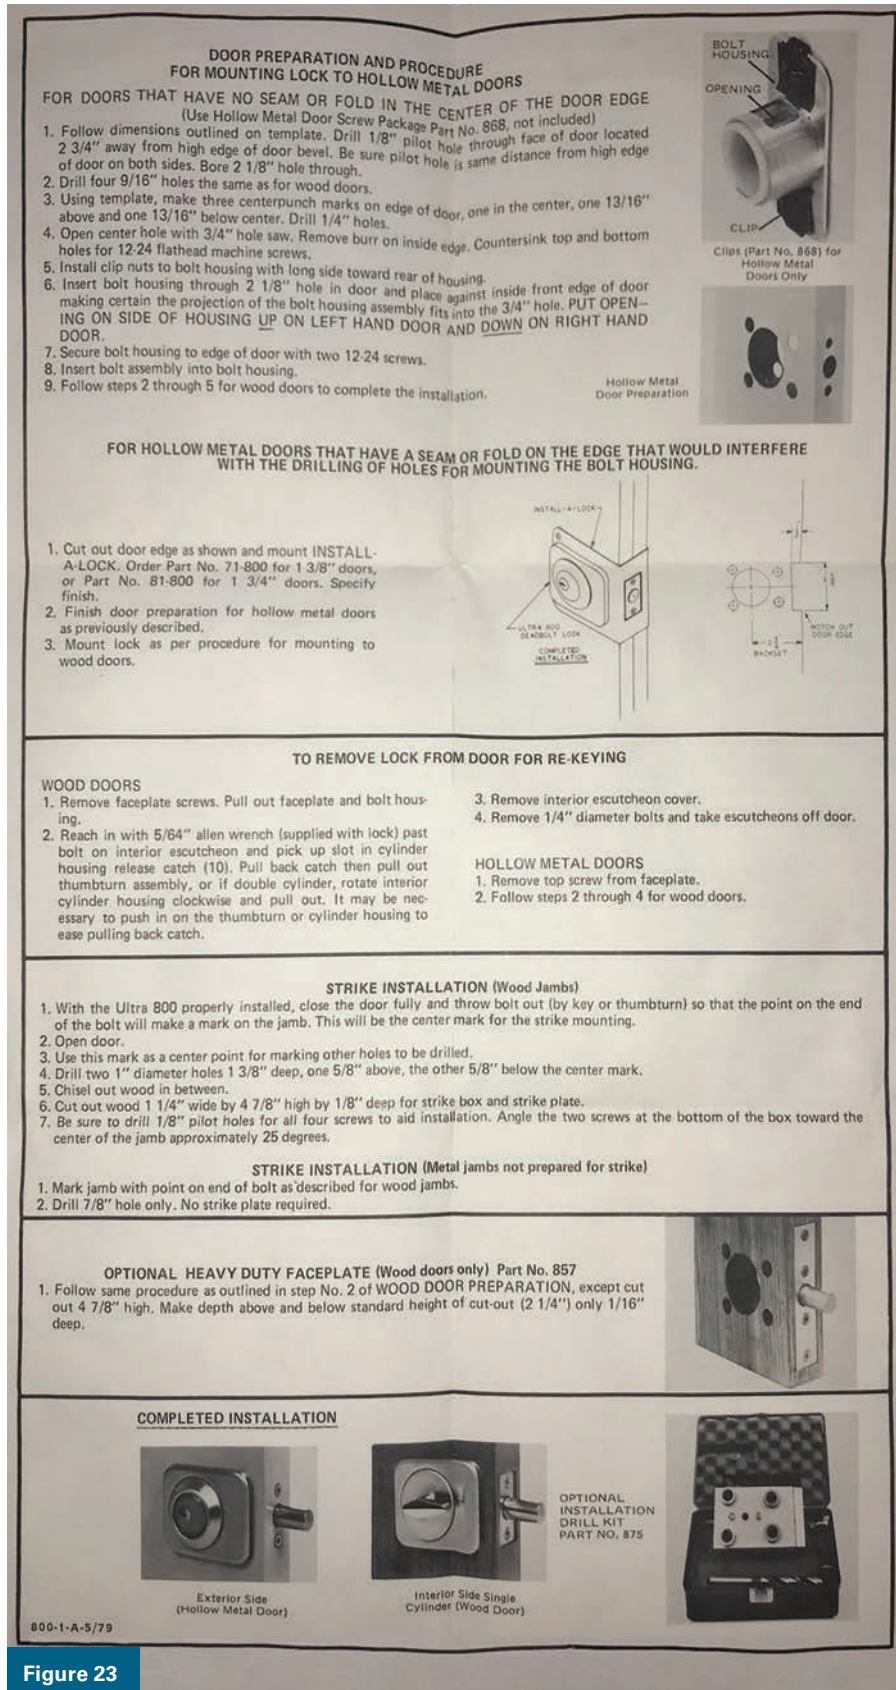 DOOR PREPARATION AND PROCEDURE
FOR MOUNTING LOCK TO HOLLOW METAL DOORS
FOR DOORS THAT HAVE NO SEAM OR FOLD IN THE CENTER OF THE DOOR EDGE
(Use Hollow Metal Door Screw Package Part No. 868, not included)
1. Follow dimensions outlined on template. Drill 1/8" pilot hole through face of door located
2 3/4" away from high edge of door bevel. Be sure pilot hole is same distance from high edge
of door on both sides. Bore 2 1/8" hole through.
2. Drill four 9/16" holes the same as for wood doors.
3. Using template, make three centerpunch marks on edge of door, one in the center, one 13/16"
above and one 13/16" below center. Drill 1/4" holes.
4. Open center hole with 3/4" hole saw. Remove burr on inside edge. Countersink top and bottom
holes for 12-24 flathead machine screws.
5. Install clip nuts to bolt housing with long side toward rear of housing.
6. Insert bolt housing through 2 1/8" hole in door and place against inside front edge of door
making certain the projection of the bolt housing assembly fits into the 3/4" hole. PUT OPEN-
ING ON SIDE OF HOUSING UP ON LEFT HAND DOOR AND DOWN ON RIGHT HAND
DOOR.
7. Secure bolt housing to edge of door with two 12-24 screws.
8. Insert bolt assembly into bolt housing.
9. Follow steps 2 through 5 for wood doors to complete the installation.
BOLT
HOUSING
OPENING
CLIP
Clips (Part No. 868) for
Hollow Metal
Doors Only
Hollow Metal
Door Preparation
FOR HOLLOW METAL DOORS THAT HAVE A SEAM OR FOLD ON THE EDGE THAT WOULD INTERFERE
WITH THE DRILLING OF HOLES FOR MOUNTING THE BOLT HOUSING.
1. Cut out door edge as shown and mount INSTALL-
A-LOCK. Order Part No. 71-800 for 1 3/8" doors,
or Part No. 81-800 for 1 3/4" doors. Specify
finish.
2. Finish door preparation for hollow metal doors
as previously described.
3. Mount lock as per procedure for mounting to
wood doors.
INSTALL-A-LOCK
ULTRA 800
DEADBOLT LOCK
COMPLETED
INSTALLATION
NOTCH OUT
DOOR EDGE
BACKSET
TO REMOVE LOCK FROM DOOR FOR RE-KEYING
WOOD DOORS
1. Remove faceplate screws. Pull out faceplate and bolt hous-
ing.
2. Reach in with 5/64" allen wrench (supplied with lock) past
bolt on interior escutcheon and pick up slot in cylinder
housing release catch (10). Pull back catch then pull out
thumbturn assembly, or if double cylinder, rotate interior
cylinder housing clockwise and pull out. It may be nec-
essary to push in on the thumbturn or cylinder housing to
ease pulling back catch.
3. Remove interior escutcheon cover.
4. Remove 1/4" diameter bolts and take escutcheons off door.
HOLLOW METAL DOORS
1. Remove top screw from faceplate.
2. Follow steps 2 through 4 for wood doors.
STRIKE INSTALLATION (Wood Jambs)
1. With the Ultra 800 properly installed, close the door fully and throw bolt out (by key or thumbturn) so that the point on the end
of the bolt will make a mark on the jamb. This will be the center mark for the strike mounting.
2. Open door.
3. Use this mark as a center point for marking other holes to be drilled.
4. Drill two 1" diameter holes 1 3/8" deep, one 5/8" above, the other 5/8" below the center mark.
5. Chisel out wood in between.
6. Cut out wood 1 1/4" wide by 4 7/8" high by 1/8" deep for strike box and strike plate.
7. Be sure to drill 1/8" pilot holes for all four screws to aid installation. Angle the two screws at the bottom of the box toward the
center of the jamb approximately 25 degrees.
STRIKE INSTALLATION (Metal jambs not prepared for strike)
1. Mark jamb with point on end of bolt as described for wood jambs.
2. Drill 7/8" hole only. No strike plate required.
OPTIONAL HEAVY DUTY FACEPLATE (Wood doors only) Part No. 857
1. Follow same procedure as outlined in step No. 2 of WOOD DOOR PREPARATION, except cut
out 4 7/8" high. Make depth above and below standard height of cut-out (2 1/4") only 1/16"
deep.
COMPLETED INSTALLATION
Exterior Side
(Hollow Metal Door)
Interior Side Single
Cylinder (Wood Door)
OPTIONAL
INSTALLATION
DRILL KIT
PART NO. 875
800-1-A-5/79
Figure 23